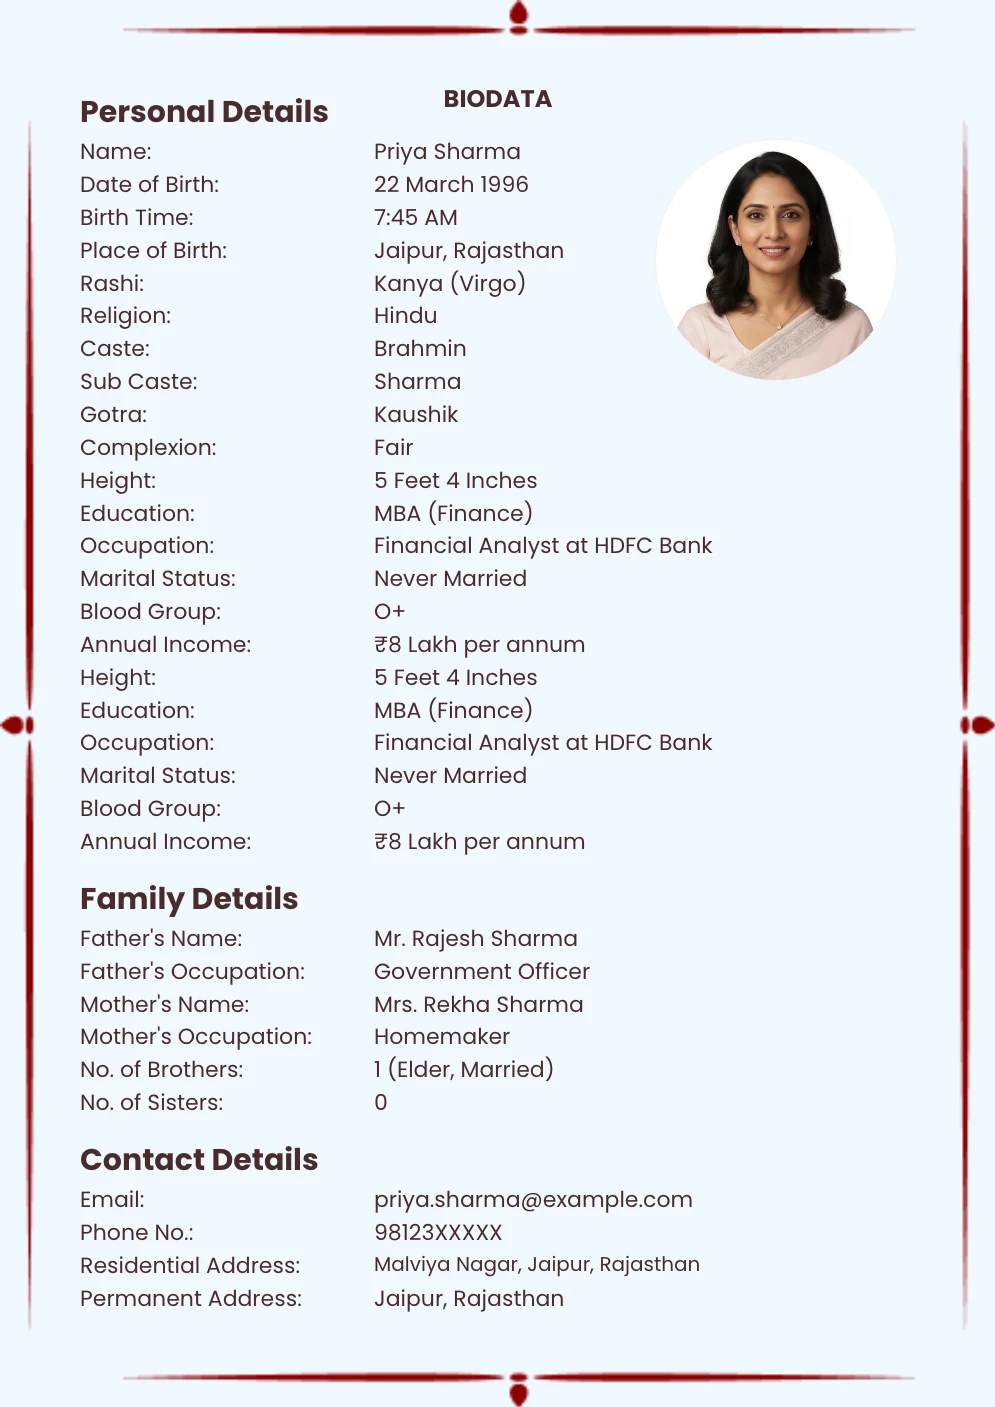 BIODATA
Personal Details
Name: Priya Sharma
Date of Birth: 22 March 1996
Birth Time: 7:45 AM
Place of Birth: Jaipur, Rajasthan
Rashi: Kanya (Virgo)
Religion: Hindu
Caste: Brahmin
Sub Caste: Sharma
Gotra: Kaushik
Complexion: Fair
Height: 5 Feet 4 Inches
Education: MBA (Finance)
Occupation: Financial Analyst at HDFC Bank
Marital Status: Never Married
Blood Group: O+
Annual Income: ₹8 Lakh per annum
Height: 5 Feet 4 Inches
Education: MBA (Finance)
Occupation: Financial Analyst at HDFC Bank
Marital Status: Never Married
Blood Group: O+
Annual Income: ₹8 Lakh per annum
Family Details
Father's Name: Mr. Rajesh Sharma
Father's Occupation: Government Officer
Mother's Name: Mrs. Rekha Sharma
Mother's Occupation: Homemaker
No. of Brothers: 1 (Elder, Married)
No. of Sisters: 0
Contact Details
Email: priya.sharma@example.com
Phone No.: 98123XXXXX
Residential Address: Malviya Nagar, Jaipur, Rajasthan
Permanent Address: Jaipur, Rajasthan